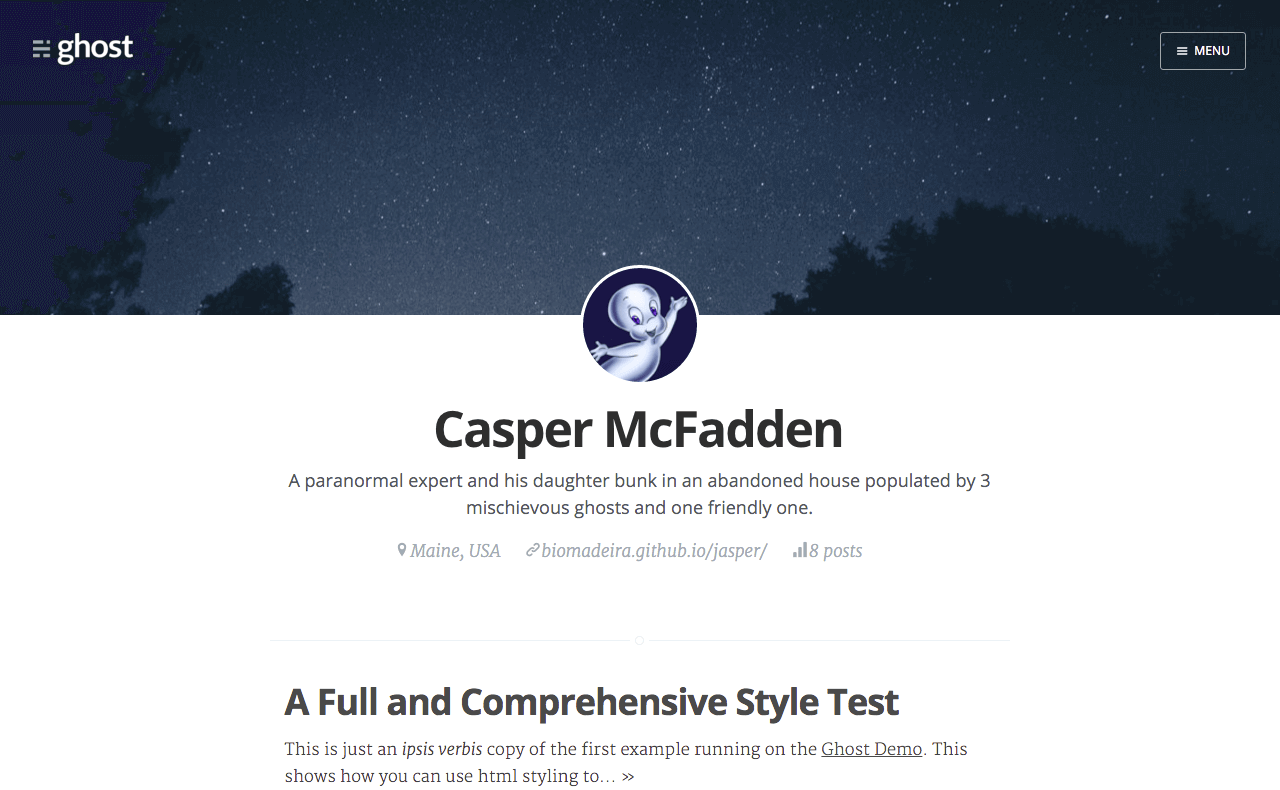 ghost
MENU
Casper McFadden
A paranormal expert and his daughter bunk in an abandoned house populated by 3
mischievous ghosts and one friendly one.
Maine, USA biomadeira.github.io/jasper/ 8 posts
A Full and Comprehensive Style Test
This is just an ipsis verbis copy of the first example running on the Ghost Demo. This
shows how you can use html styling to… »